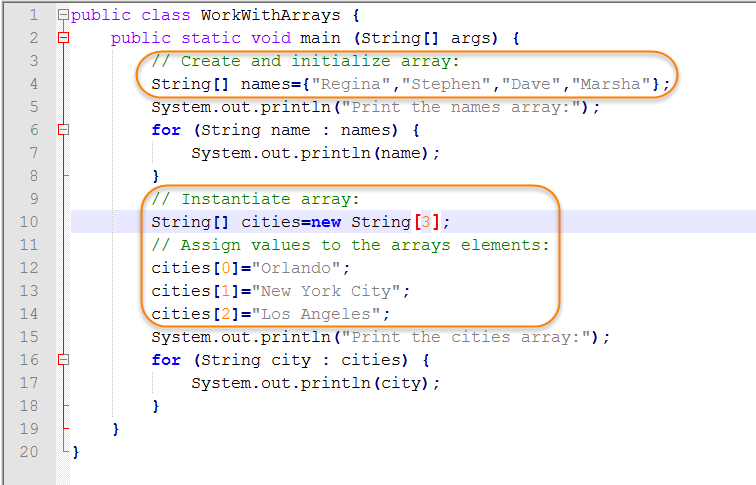 1 public class WorkWithArrays {
2 public static void main (String[] args) {
3 // Create and initialize array:
4 String[] names={"Regina","Stephen","Dave","Marsha"};
5 System.out.println("Print the names array:");
6 for (String name : names) {
7 System.out.println(name);
8 }
9 // Instantiate array:
10 String[] cities=new String[3];
11 // Assign values to the arrays elements:
12 cities[0]="Orlando";
13 cities[1]="New York City";
14 cities[2]="Los Angeles";
15 System.out.println("Print the cities array:");
16 for (String city : cities) {
17 System.out.println(city);
18 }
19 }
20 }